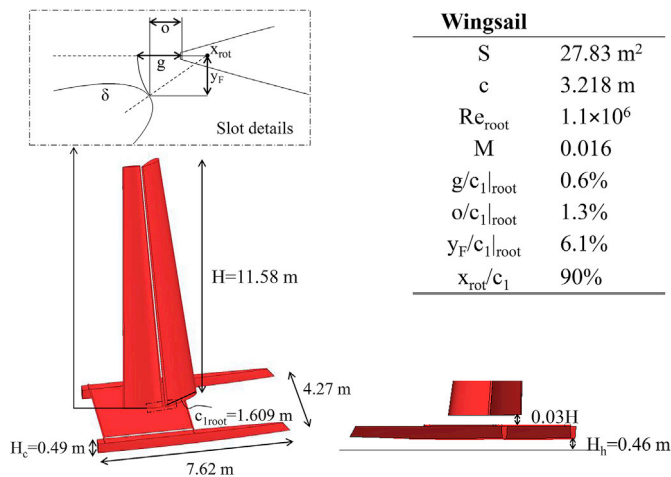 o
x_rot
g
y_F
δ
Slot details
H=11.58 m
4.27 m
c_1root=1.609 m
H_c=0.49 m
7.62 m
Wingsail
S 27.83 m²
c 3.218 m
Re_root 1.1×10⁶
M 0.016
g/c₁|root 0.6%
o/c₁|root 1.3%
y_F/c₁|root 6.1%
x_rot/c₁ 90%
0.03H
H_h=0.46 m